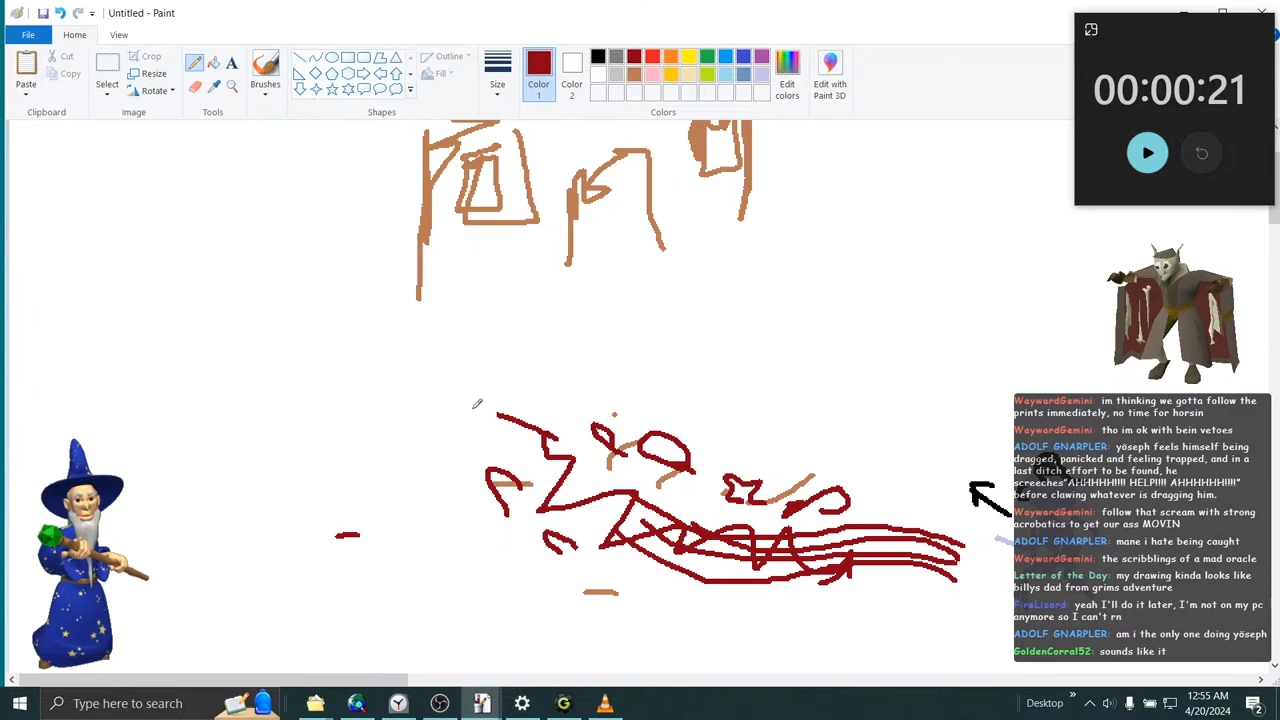 Untitled - Paint
File
Home
View
Paste
Cut
Copy
Clipboard
Select
Crop
Resize
Rotate
Image
Tools
Brushes
Outline
Fill
Shapes
Size
Color
1
Color
2
Edit
colors
Colors
Edit with
Paint 3D
00:00:21
WaywardGemini: im thinking we gotta follow the
prints immediately, no time for horsin
WaywardGemini: tho im ok with bein vetoes
ADOLF GNARPLER: yöseph feels himself being
dragged, panicked and feeling trapped, and in a
last ditch effort to be found, he
screeches"AHHHHH!!!! HELP!!!! AHHHHHH!!!!"
before clawing whatever is dragging him.
WaywardGemini: follow that scream with strong
acrobatics to get our ass MOVIN
ADOLF GNARPLER: mane i hate being caught
WaywardGemini: the scribblings of a mad oracle
Letter of the Day: my drawing kinda looks like
billys dad from grims adventure
FireLizard: yeah I'll do it later, I'm not on my pc
anymore so I can't rn
ADOLF GNARPLER: am i the only one doing yöseph
GoldenCorral52: sounds like it
Type here to search
Desktop
12:55 AM
4/20/2024
2